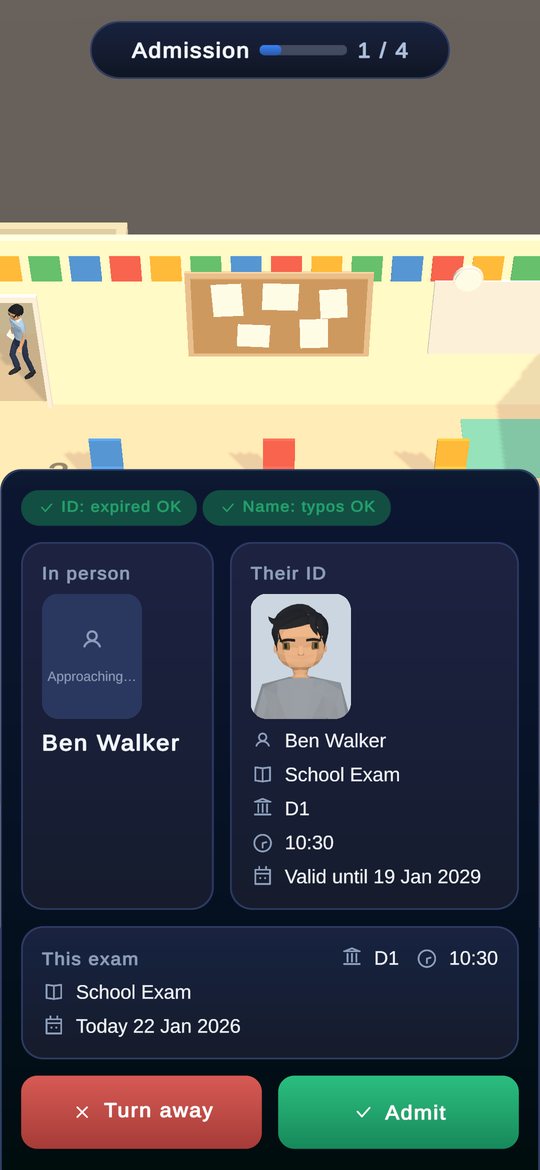 Admission 1 / 4
ID: expired OK
Name: typos OK
In person
Approaching...
Ben Walker
Their ID
Ben Walker
School Exam
D1
10:30
Valid until 19 Jan 2029
This exam
D1
10:30
School Exam
Today 22 Jan 2026
Turn away
Admit